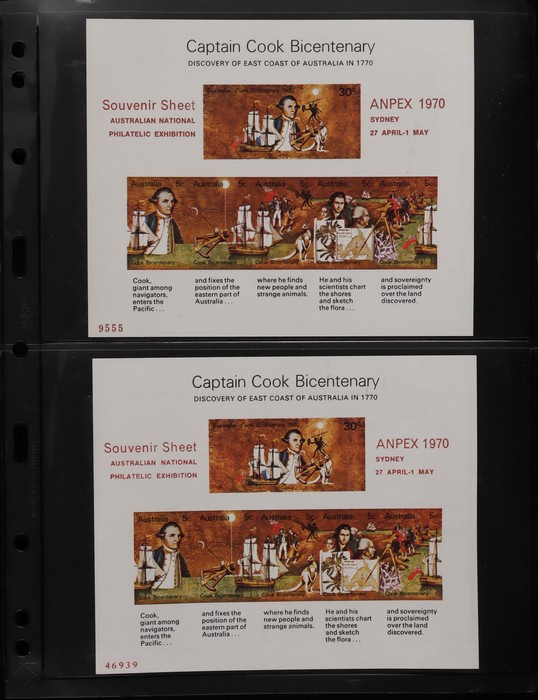 Captain Cook Bicentenary
DISCOVERY OF EAST COAST OF AUSTRALIA IN 1770
Souvenir Sheet
AUSTRALIAN NATIONAL
PHILATELIC EXHIBITION
30c
ANPEX 1970
SYDNEY
27 APRIL-1 MAY
Australia 5c Australia 5c Australia 5c Australia 5c Australia 5c
Cook Bicentenary
Cook,
giant among
navigators,
enters the
Pacific...
and fixes the
position of the
eastern part of
Australia...
where he finds
new people and
strange animals.
He and his
scientists chart
the shores
and sketch
the flora...
and sovereignty
is proclaimed
over the land
discovered.
9555
Captain Cook Bicentenary
DISCOVERY OF EAST COAST OF AUSTRALIA IN 1770
Souvenir Sheet
AUSTRALIAN NATIONAL
PHILATELIC EXHIBITION
30c
ANPEX 1970
SYDNEY
27 APRIL-1 MAY
Australia 5c Australia 5c Australia 5c Australia 5c Australia 5c
Cook Bicentenary
Cook,
giant among
navigators,
enters the
Pacific...
and fixes the
position of the
eastern part of
Australia...
where he finds
new people and
strange animals.
He and his
scientists chart
the shores
and sketch
the flora...
and sovereignty
is proclaimed
over the land
discovered.
46939